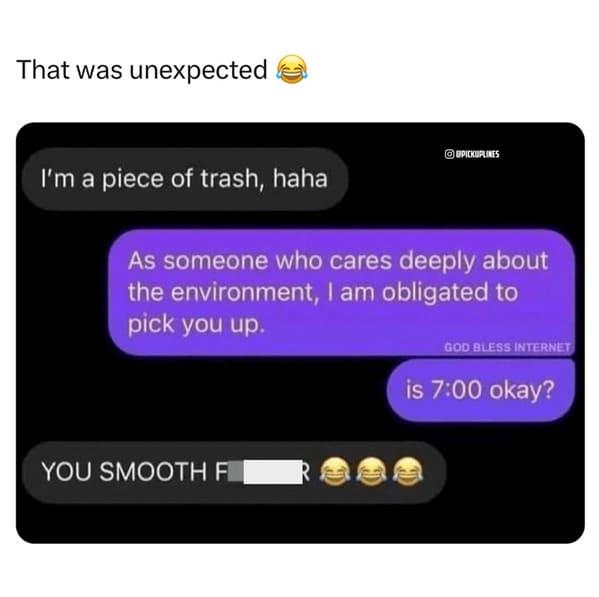 That was unexpected 😂
@PICKUPLINES
I'm a piece of trash, haha
As someone who cares deeply about
the environment, I am obligated to
pick you up.
GOD BLESS INTERNET
is 7:00 okay?
YOU SMOOTH F R 😂😂😂